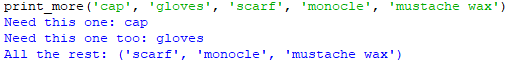 print_more('cap', 'gloves', 'scarf', 'monocle', 'mustache wax')
Need this one: cap
Need this one too: gloves
All the rest: ('scarf', 'monocle', 'mustache wax')